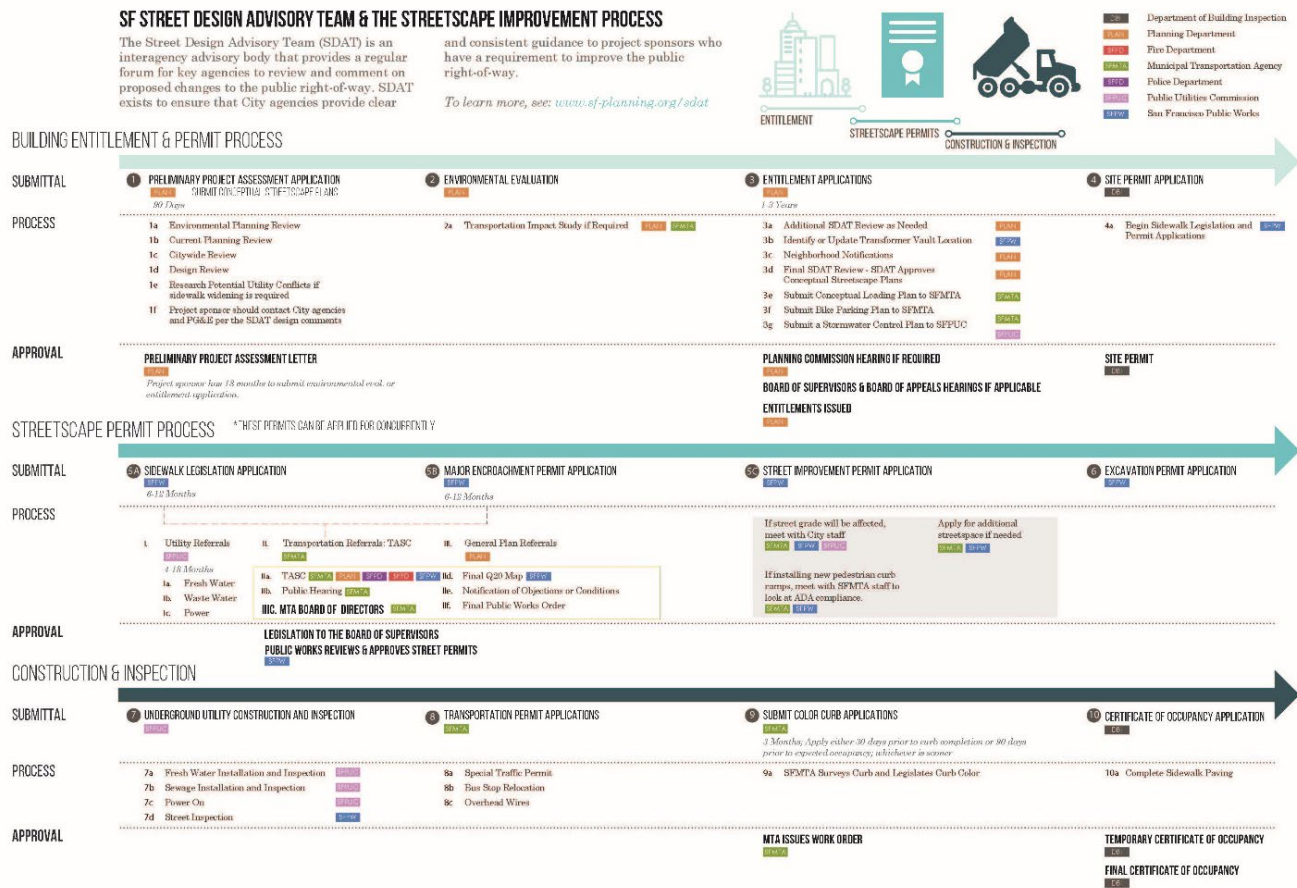 SF STREET DESIGN ADVISORY TEAM & THE STREETSCAPE IMPROVEMENT PROCESS
The Street Design Advisory Team (SDAT) is an
interagency advisory body that provides a regular
forum for key agencies to review and comment on
proposed changes to the public right-of-way. SDAT
exists to ensure that City agencies provide clear
and consistent guidance to project sponsors who
have a requirement to improve the public
right-of-way.
To learn more, see: www.sf-planning.org/sdat
ENTITLEMENT
STREETSCAPE PERMITS
CONSTRUCTION & INSPECTION
DBI Department of Building Inspection
PLAN Planning Department
SFFD Fire Department
SFMTA Municipal Transportation Agency
SFPD Police Department
SFPUC Public Utilities Commission
SFPW San Francisco Public Works
BUILDING ENTITLEMENT & PERMIT PROCESS
SUBMITTAL
1 PRELIMINARY PROJECT ASSESSMENT APPLICATION
PLAN SUBMIT CONCEPTUAL STREETSCAPE PLANS
90 Days
2 ENVIRONMENTAL EVALUATION
PLAN
3 ENTITLEMENT APPLICATIONS
PLAN
1-3 Years
4 SITE PERMIT APPLICATION
DBI
PROCESS
1a Environmental Planning Review
1b Current Planning Review
1c Citywide Review
1d Design Review
1e Research Potential Utility Conflicts if
sidewalk widening is required
1f Project sponsor should contact City agencies
and PG&E per the SDAT design comments
2a Transportation Impact Study if Required PLAN SFMTA
3a Additional SDAT Review as Needed PLAN
3b Identify or Update Transformer Vault Location SFPW
3c Neighborhood Notifications PLAN
3d Final SDAT Review - SDAT Approves PLAN
Conceptual Streetscape Plans
3e Submit Conceptual Loading Plan to SFMTA SFMTA
3f Submit Bike Parking Plan to SFMTA SFMTA
3g Submit a Stormwater Control Plan to SFPUC SFPUC
4a Begin Sidewalk Legislation and SFPW
Permit Applications
APPROVAL
PRELIMINARY PROJECT ASSESSMENT LETTER
PLAN
Project sponsor has 18 months to submit environmental eval. or
entitlement application.
PLANNING COMMISSION HEARING IF REQUIRED
PLAN
BOARD OF SUPERVISORS & BOARD OF APPEALS HEARINGS IF APPLICABLE
ENTITLEMENTS ISSUED
PLAN
SITE PERMIT
DBI
STREETSCAPE PERMIT PROCESS *THESE PERMITS CAN BE APPLIED FOR CONCURRENTLY
SUBMITTAL
5A SIDEWALK LEGISLATION APPLICATION
SFPW
6-12 Months
5B MAJOR ENCROACHMENT PERMIT APPLICATION
SFPW
6-12 Months
5C STREET IMPROVEMENT PERMIT APPLICATION
SFPW
6 EXCAVATION PERMIT APPLICATION
SFPW
PROCESS
I. Utility Referrals
SFPUC
4-18 Months
Ia. Fresh Water
Ib. Waste Water
Ic. Power
II. Transportation Referrals: TASC
SFMTA
IIa. TASC SFMTA PLAN SFPD SFFD SFPW
IIb. Public Hearing SFMTA
IIIC. MTA BOARD OF DIRECTORS SFMTA
III. General Plan Referrals
PLAN
IId. Final Q20 Map SFPW
IIe. Notification of Objections or Conditions
IIf. Final Public Works Order
If street grade will be affected,
meet with City staff
SFMTA SFPW SFPUC
If installing new pedestrian curb
ramps, meet with SFMTA staff to
look at ADA compliance.
SFMTA SFPW
Apply for additional
streetspace if needed
SFMTA SFPW
APPROVAL
LEGISLATION TO THE BOARD OF SUPERVISORS
PUBLIC WORKS REVIEWS & APPROVES STREET PERMITS
SFPW
CONSTRUCTION & INSPECTION
SUBMITTAL
7 UNDERGROUND UTILITY CONSTRUCTION AND INSPECTION
SFPUC
8 TRANSPORTATION PERMIT APPLICATIONS
SFMTA
9 SUBMIT COLOR CURB APPLICATIONS
SFMTA
3 Months; Apply either 30 days prior to curb completion or 90 days
prior to expected occupancy, whichever is sooner
10 CERTIFICATE OF OCCUPANCY APPLICATION
DBI
PROCESS
7a Fresh Water Installation and Inspection SFPUC
7b Sewage Installation and Inspection SFPUC
7c Power On SFPUC
7d Street Inspection SFPW
8a Special Traffic Permit
8b Bus Stop Relocation
8c Overhead Wires
9a SFMTA Surveys Curb and Legislates Curb Color
10a Complete Sidewalk Paving
APPROVAL
MTA ISSUES WORK ORDER
SFMTA
TEMPORARY CERTIFICATE OF OCCUPANCY
DBI
FINAL CERTIFICATE OF OCCUPANCY
DBI